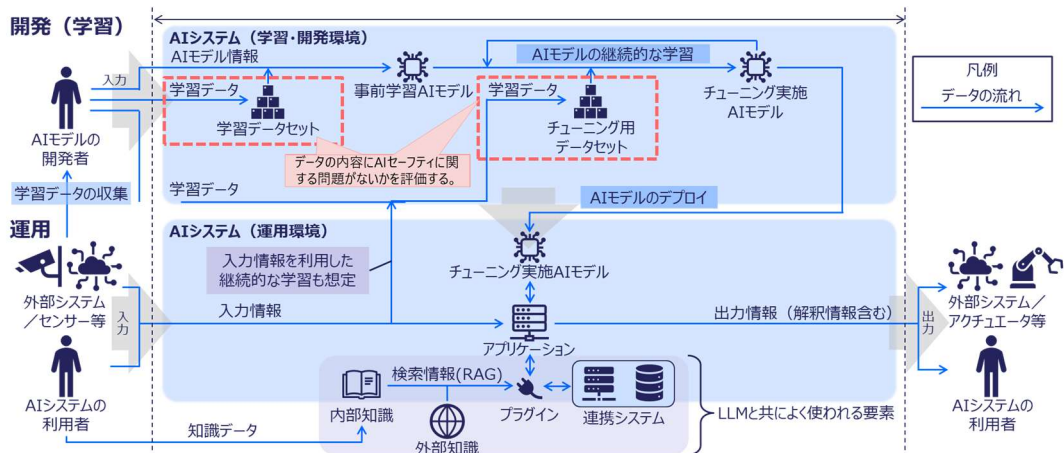 開発（学習）
AIシステム（学習・開発環境）
AIモデル情報
入力
学習データ
学習データセット
事前学習AIモデル
AIモデルの継続的な学習
学習データ
チューニング用
データセット
チューニング実施
AIモデル
凡例
データの流れ
AIモデルの
開発者
データの内容にAIセーフティに関
する問題がないかを評価する。
学習データの収集
学習データ
AIモデルのデプロイ
運用
AIシステム（運用環境）
入力情報を利用した
継続的な学習も想定
チューニング実施AIモデル
外部システム
／センサー等
入力
入力情報
アプリケーション
出力情報（解釈情報含む）
出力
外部システム／
アクチュエータ等
AIシステムの
利用者
知識データ
内部知識
検索情報(RAG)
外部知識
プラグイン
連携システム
LLMと共によく使われる要素
AIシステムの
利用者